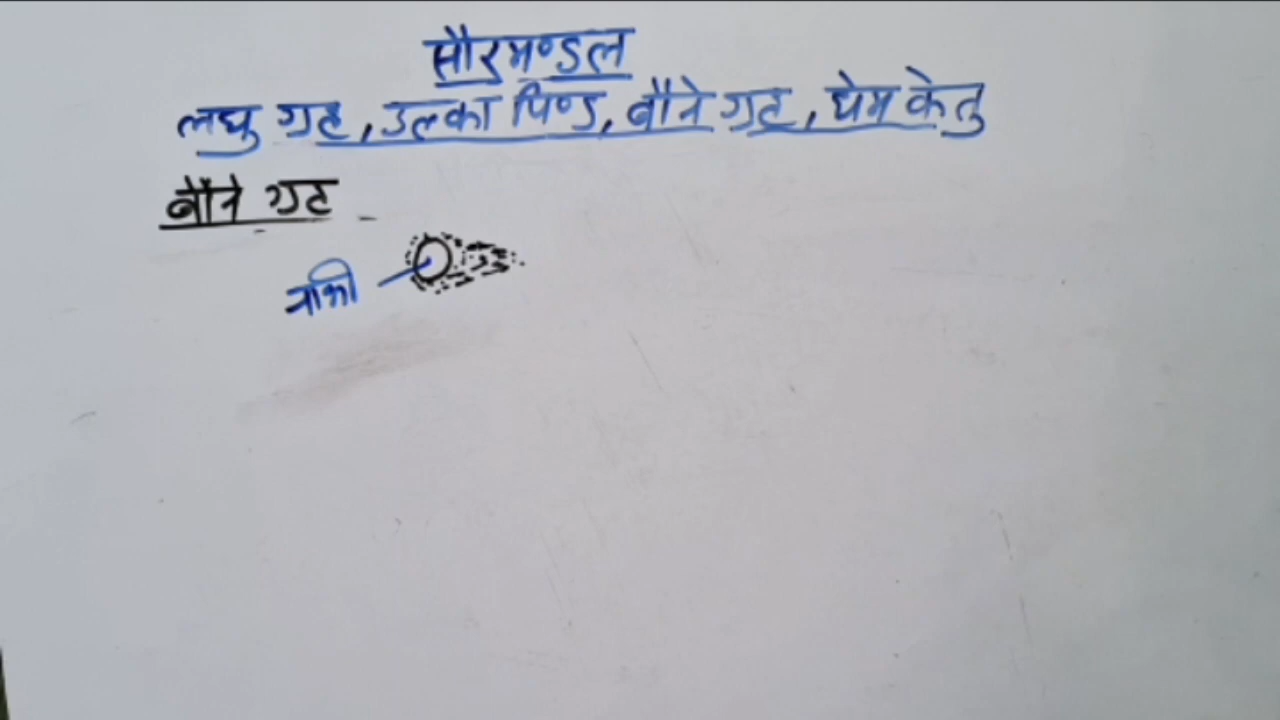 सौरमण्डल
लघु ग्रह, उल्का पिण्ड, बौने ग्रह, धेमकेतु
बौने ग्रह -